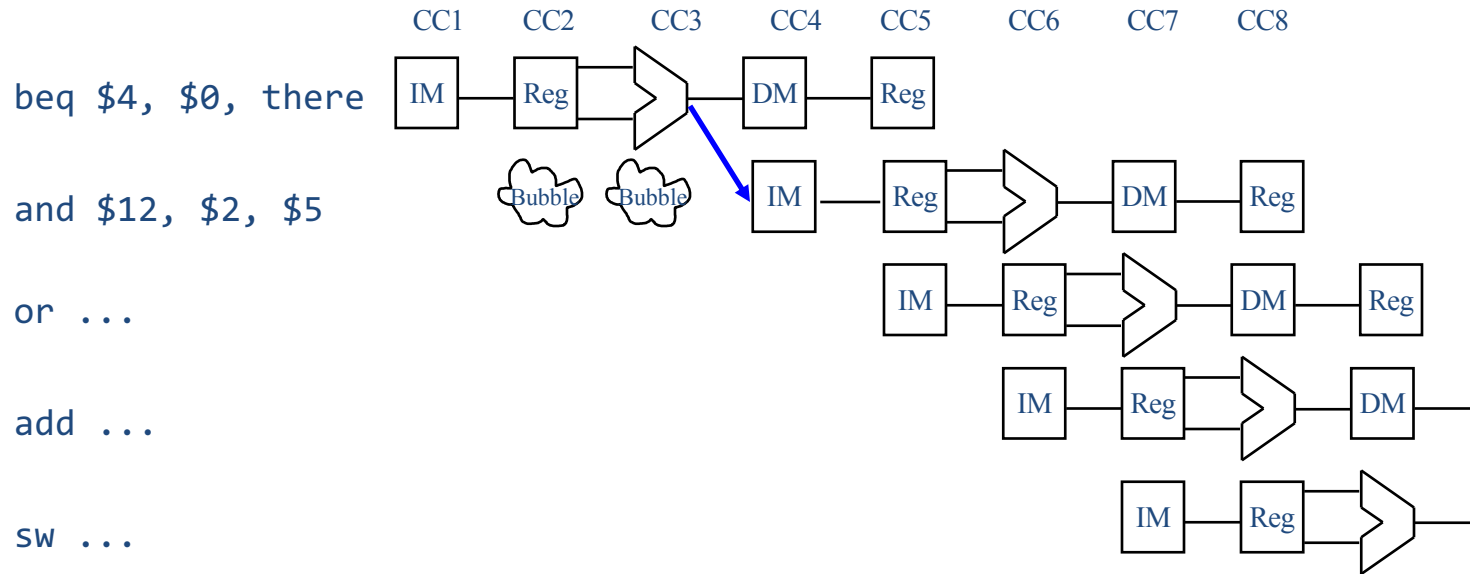 CC1 CC2 CC3 CC4 CC5 CC6 CC7 CC8
beq $4, $0, there IM Reg DM Reg
and $12, $2, $5 Bubble Bubble IM Reg DM Reg
or ... IM Reg DM Reg
add ... IM Reg DM
sw ... IM Reg